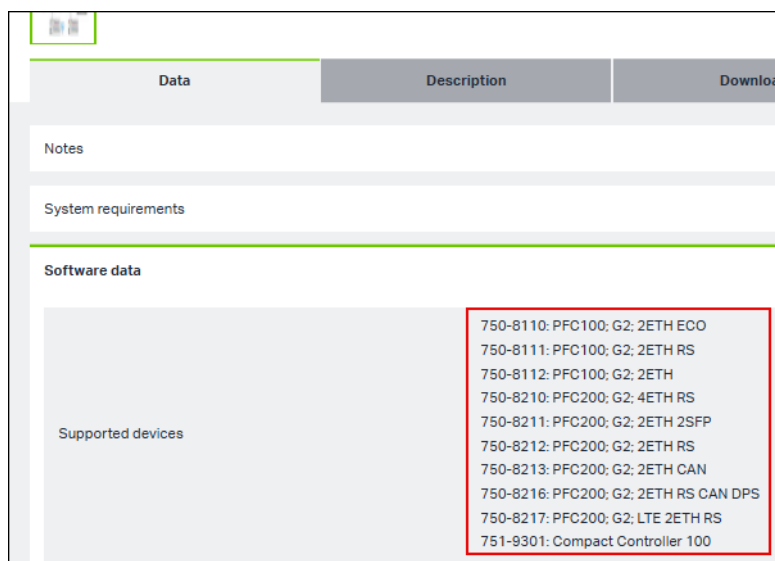 Data
Description
Downloa
Notes
System requirements
Software data
Supported devices
750-8110: PFC100; G2; 2ETH ECO
750-8111: PFC100; G2; 2ETH RS
750-8112: PFC100; G2; 2ETH
750-8210: PFC200; G2; 4ETH RS
750-8211: PFC200; G2; 2ETH 2SFP
750-8212: PFC200; G2; 2ETH RS
750-8213: PFC200; G2; 2ETH CAN
750-8216: PFC200; G2; 2ETH RS CAN DPS
750-8217: PFC200; G2; LTE 2ETH RS
751-9301: Compact Controller 100